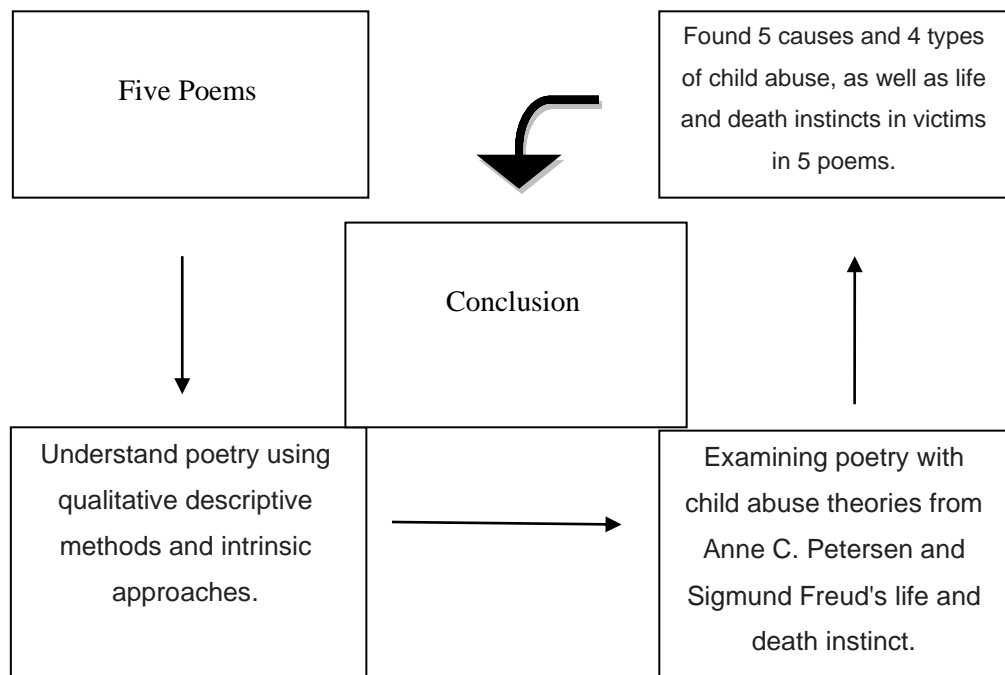 Five Poems
Understand poetry using
qualitative descriptive
methods and intrinsic
approaches.
Examining poetry with
child abuse theories from
Anne C. Petersen and
Sigmund Freud's life and
death instinct.
Found 5 causes and 4 types
of child abuse, as well as life
and death instincts in victims
in 5 poems.
Conclusion